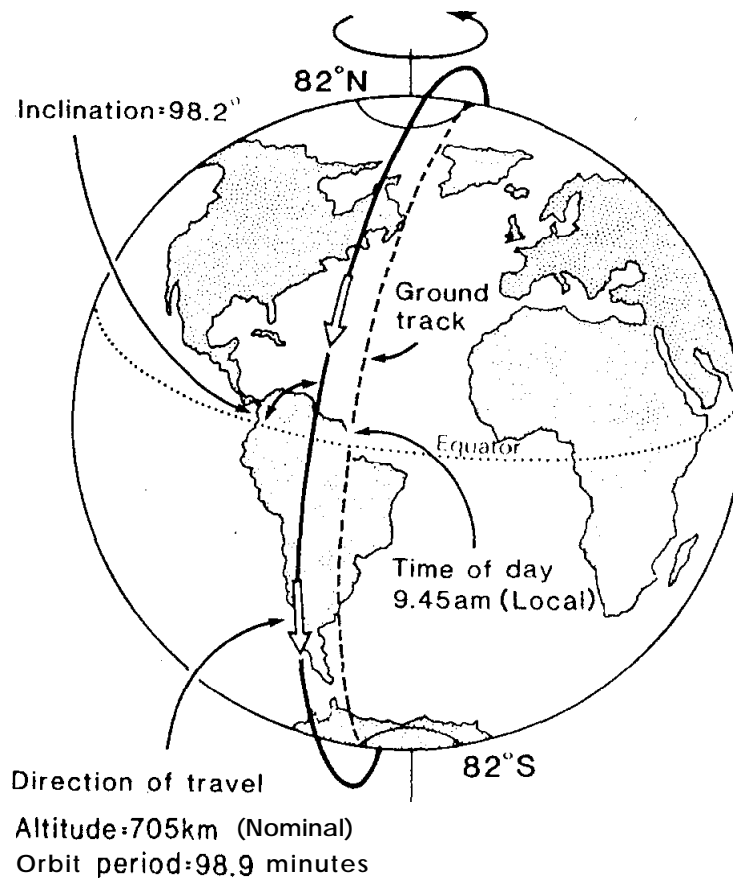 82°N
Inclination=98.2°
Ground
track
Equator
Time of day
9.45am (Local)
82°S
Direction of travel
Altitude=705km (Nominal)
Orbit period=98.9 minutes